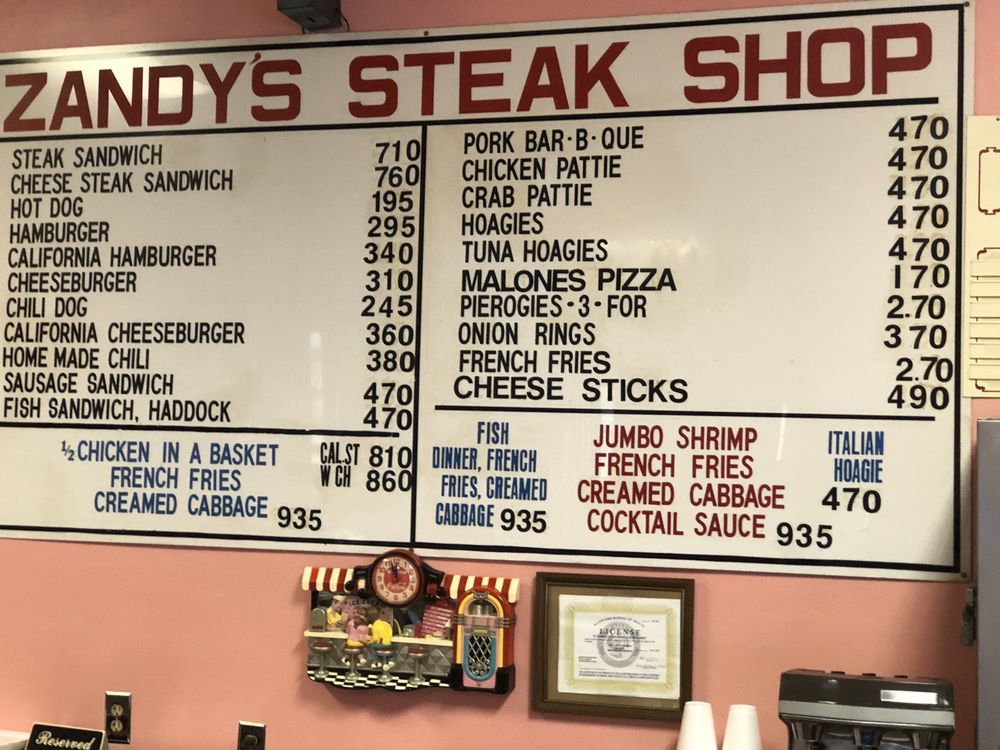 ZANDY'S STEAK SHOP
STEAK SANDWICH 710
CHEESE STEAK SANDWICH 760
HOT DOG 195
HAMBURGER 295
CALIFORNIA HAMBURGER 340
CHEESEBURGER 310
CHILI DOG 245
CALIFORNIA CHEESEBURGER 360
HOME MADE CHILI 380
SAUSAGE SANDWICH 470
FISH SANDWICH, HADDOCK 470
½ CHICKEN IN A BASKET
FRENCH FRIES
CREAMED CABBAGE 935
CAL.ST 810
W CH 860
PORK BAR-B-QUE 470
CHICKEN PATTIE 470
CRAB PATTIE 470
HOAGIES 470
TUNA HOAGIES 470
MALONES PIZZA 170
PIEROGIES-3-FOR 2.70
ONION RINGS 370
FRENCH FRIES 2.70
CHEESE STICKS 490
FISH
DINNER, FRENCH
FRIES, CREAMED
CABBAGE 935
JUMBO SHRIMP
FRENCH FRIES
CREAMED CABBAGE
COCKTAIL SAUCE 935
ITALIAN
HOAGIE
470
LICENSE
Reserved